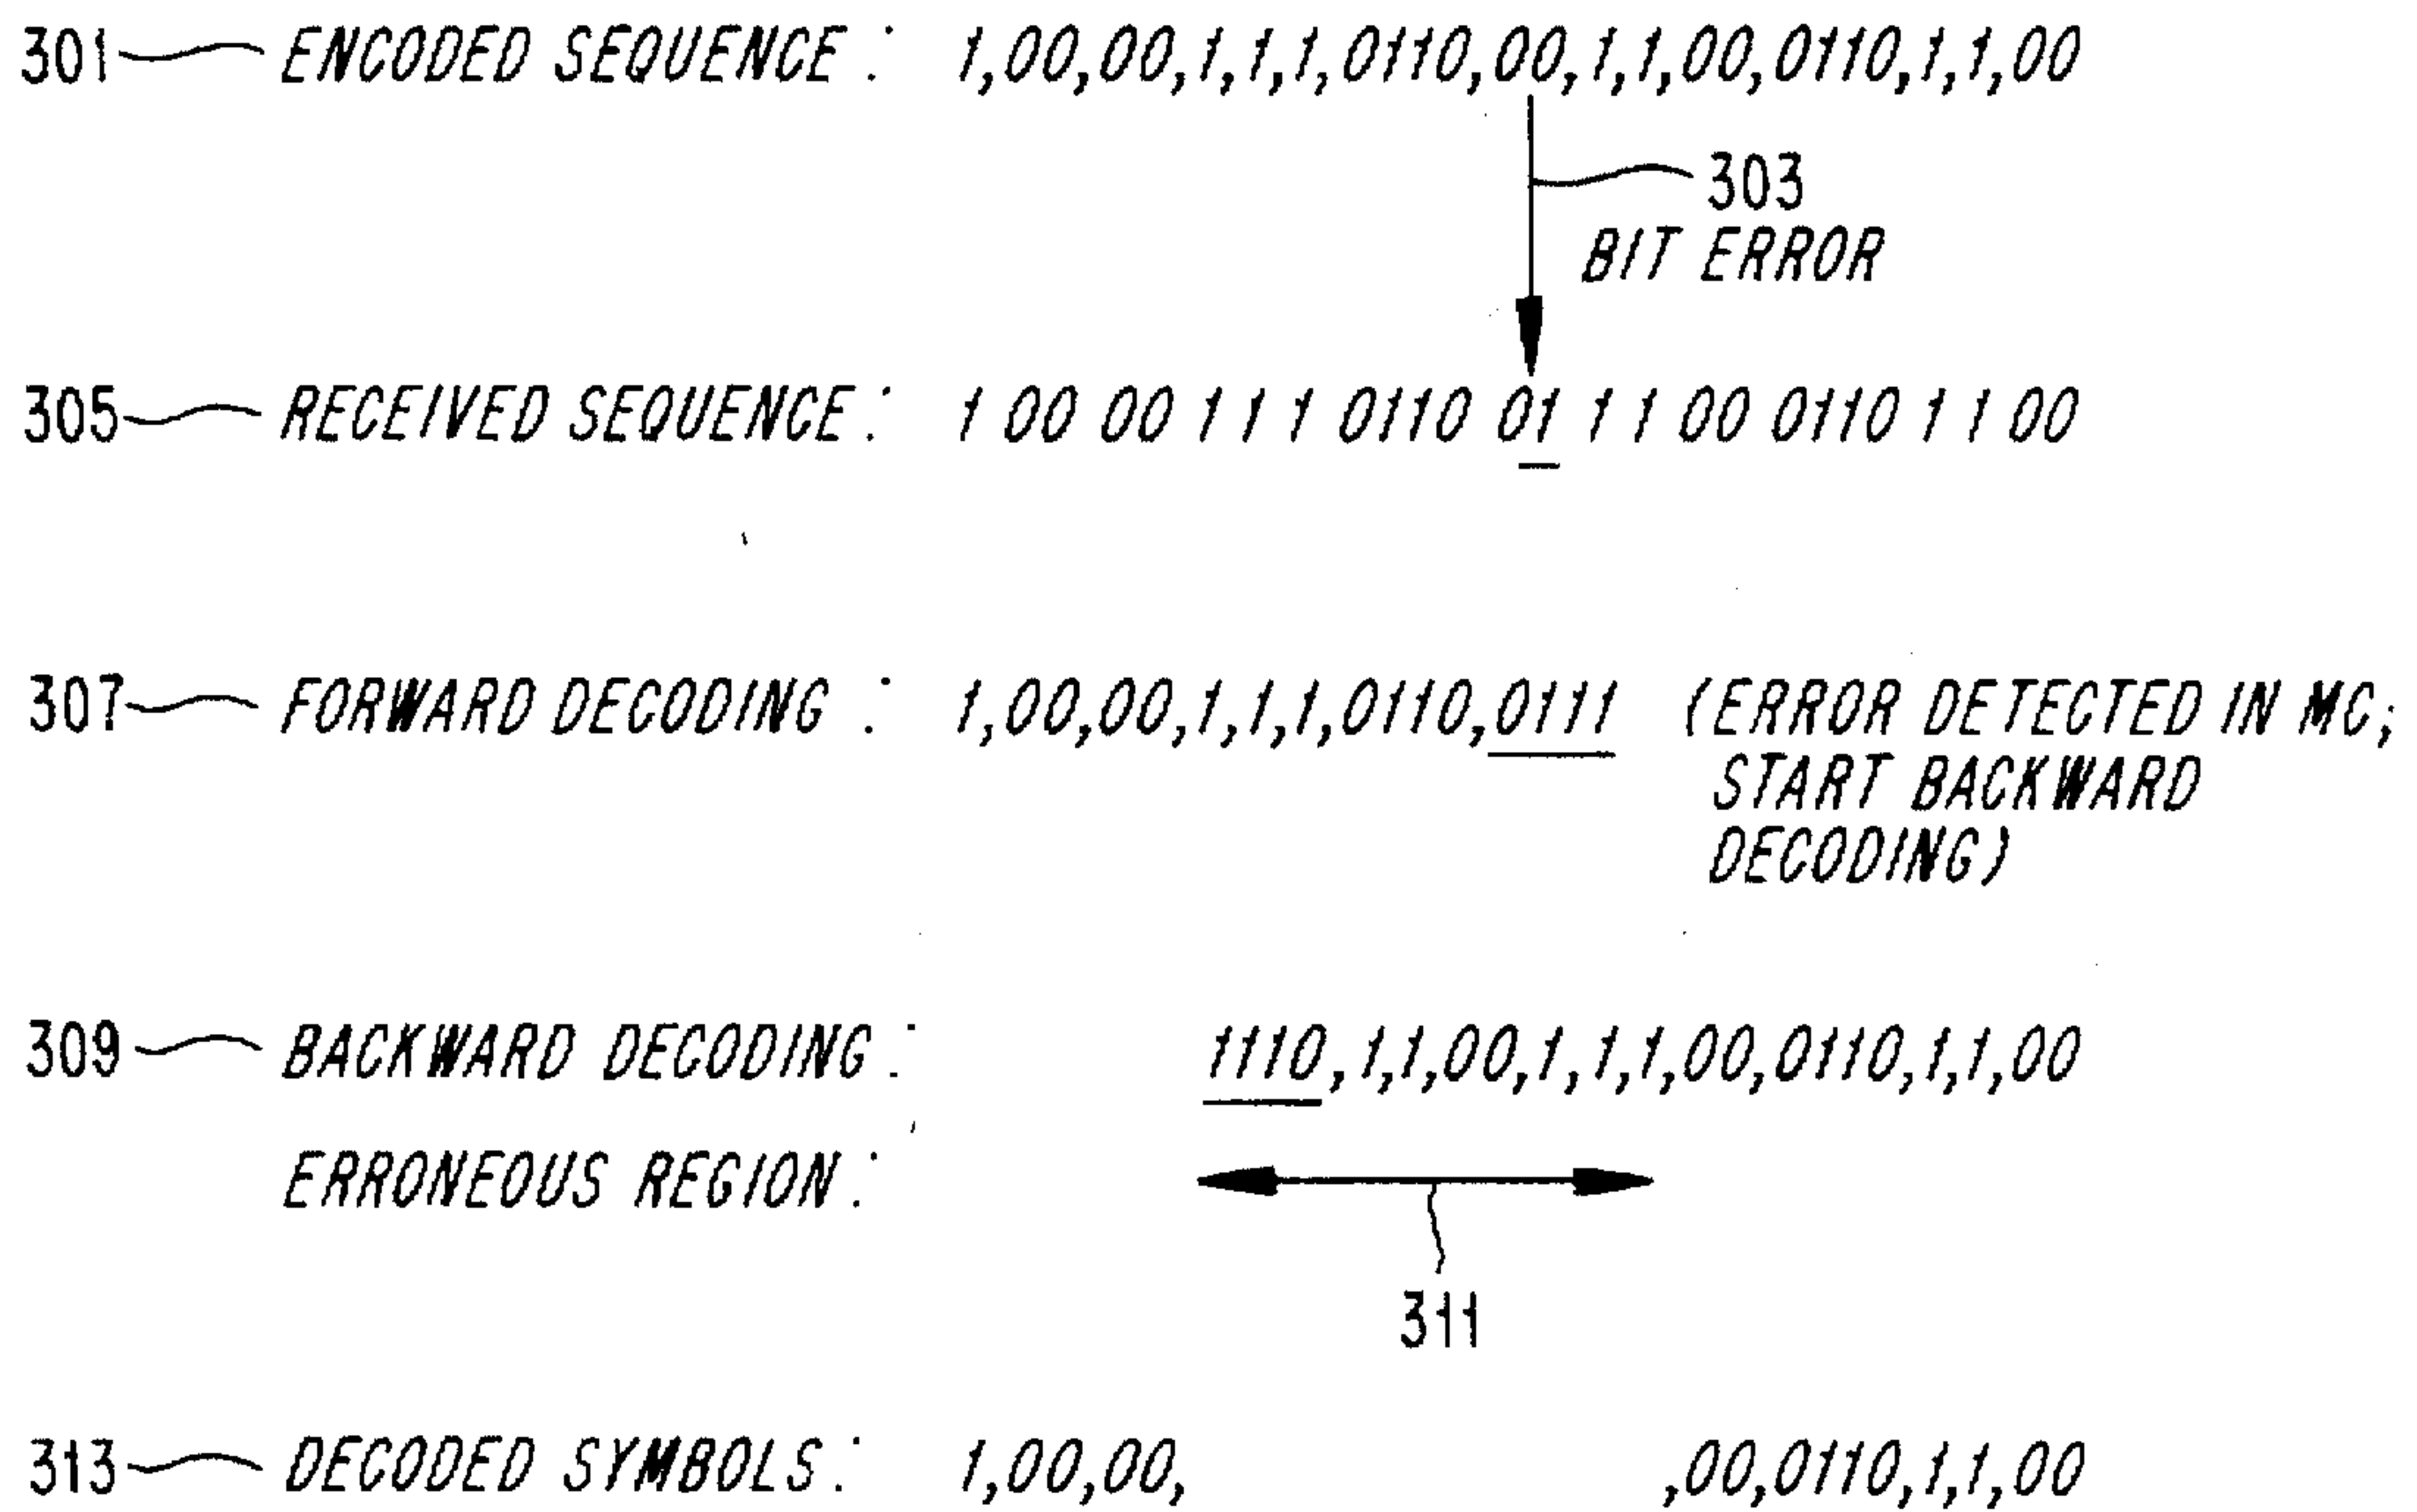 301 ENCODED SEQUENCE : 1,00,00,1,1,1,0110,00,1,1,00,0110,1,1,00
303
BIT ERROR
305 RECEIVED SEQUENCE : 1 00 00 1 1 1 0110 01 1 1 00 0110 1 1 00
307 FORWARD DECODING : 1,00,00,1,1,1,0110,0111 (ERROR DETECTED IN MC;
START BACKWARD
DECODING)
309 BACKWARD DECODING : 1110,1,1,00,1,1,1,00,0110,1,1,00
ERRONEOUS REGION :
311
313 DECODED SYMBOLS : 1,00,00, ,00,0110,1,1,00